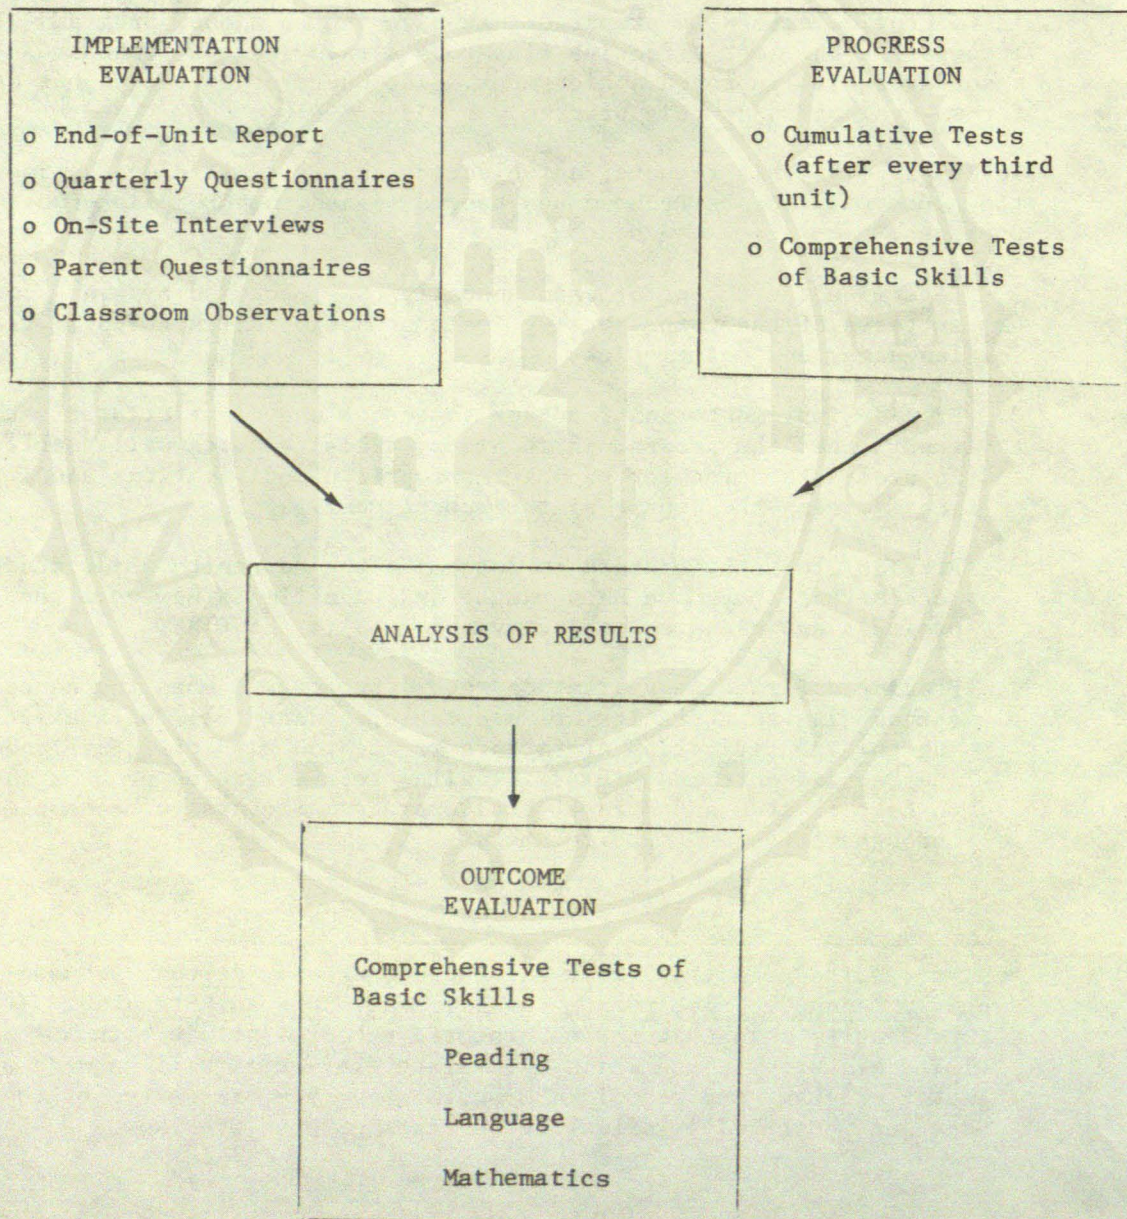 IMPLEMENTATION
EVALUATION
o End-of-Unit Report
o Quarterly Questionnaires
o On-Site Interviews
o Parent Questionnaires
o Classroom Observations
PROGRESS
EVALUATION
o Cumulative Tests
(after every third
unit)
o Comprehensive Tests
of Basic Skills
ANALYSIS OF RESULTS
OUTCOME
EVALUATION
Comprehensive Tests of
Basic Skills
Peading
Language
Mathematics
1897